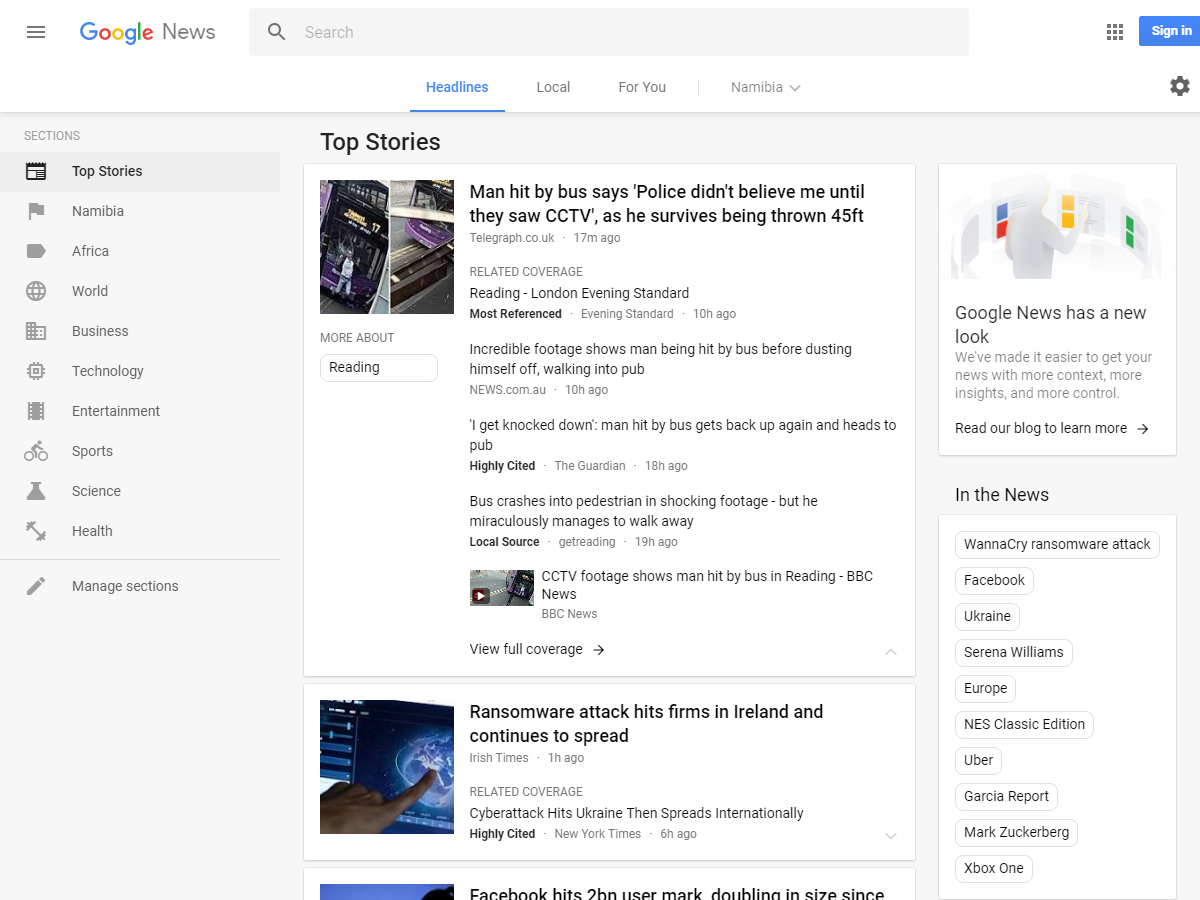 Google News
Search
Sign in
Headlines
Local
For You
Namibia
SECTIONS
Top Stories
Namibia
Africa
World
Business
Technology
Entertainment
Sports
Science
Health
Manage sections
Top Stories
Man hit by bus says 'Police didn't believe me until
they saw CCTV', as he survives being thrown 45ft
Telegraph.co.uk · 17m ago
RELATED COVERAGE
Reading - London Evening Standard
Most Referenced · Evening Standard · 10h ago
MORE ABOUT
Reading
Incredible footage shows man being hit by bus before dusting
himself off, walking into pub
NEWS.com.au · 10h ago
'I get knocked down': man hit by bus gets back up again and heads to
pub
Highly Cited · The Guardian · 18h ago
Bus crashes into pedestrian in shocking footage - but he
miraculously manages to walk away
Local Source · getreading · 19h ago
CCTV footage shows man hit by bus in Reading - BBC
News
BBC News
View full coverage
Ransomware attack hits firms in Ireland and
continues to spread
Irish Times · 1h ago
RELATED COVERAGE
Cyberattack Hits Ukraine Then Spreads Internationally
Highly Cited · New York Times · 6h ago
Facebook hits 2bn user mark, doubling in size since
Google News has a new
look
We've made it easier to get your
news with more context, more
insights, and more control.
Read our blog to learn more
In the News
WannaCry ransomware attack
Facebook
Ukraine
Serena Williams
Europe
NES Classic Edition
Uber
Garcia Report
Mark Zuckerberg
Xbox One